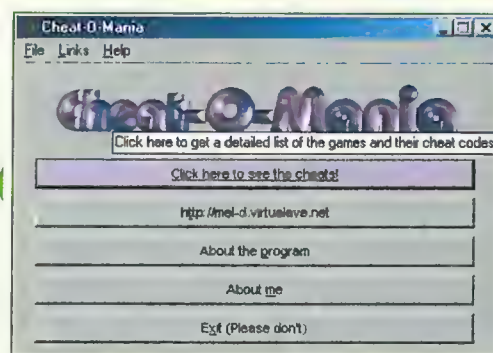 Cheat-O-Mania
File Links Help
Cheat-O-Mania
Click here to get a detailed list of the games and their cheat codes
Click here to see the cheats!
http://mel-d.virtualave.net
About the program
About me
Exit (Please don't)